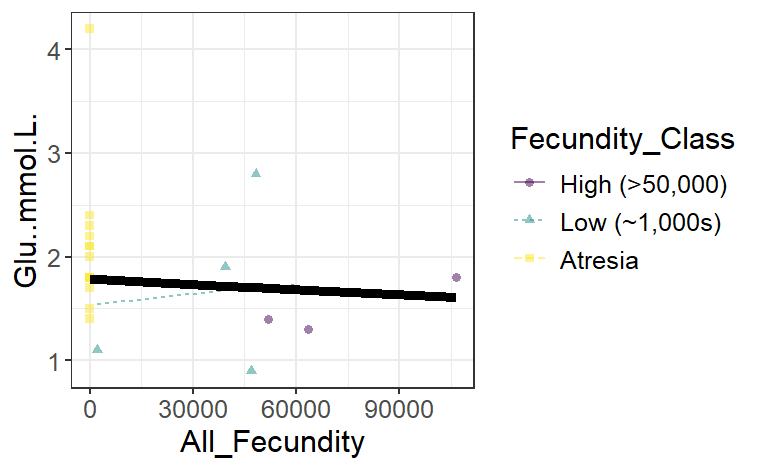 4
3
2
1
Glu..mmol.L.
0 30000 60000 90000
All_Fecundity
Fecundity_Class
High (>50,000)
Low (~1,000s)
Atresia